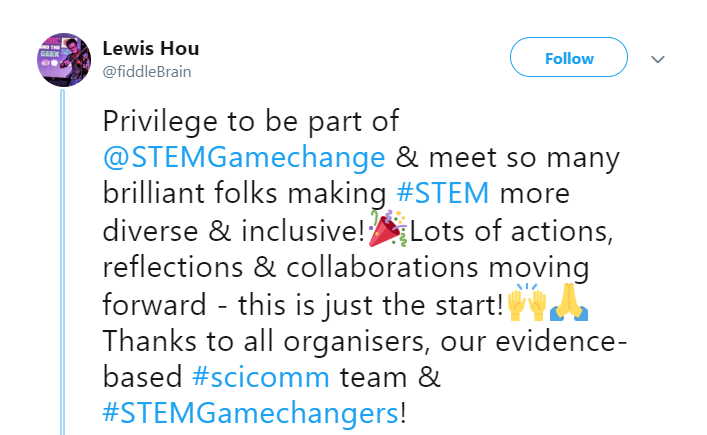 Lewis Hou
@fiddleBrain
Follow
Privilege to be part of
@STEMGamechange & meet so many
brilliant folks making #STEM more
diverse & inclusive!🎉Lots of actions,
reflections & collaborations moving
forward - this is just the start!🙌🙏
Thanks to all organisers, our evidence-
based #scicomm team &
#STEMGamechangers!